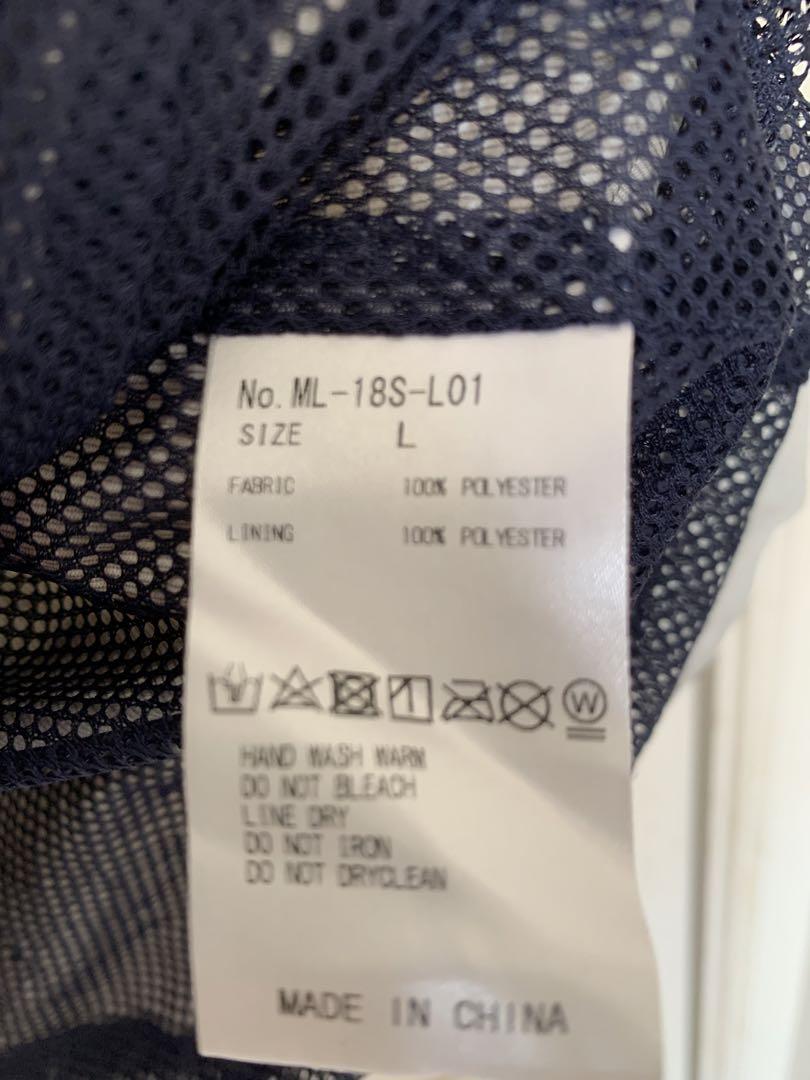 No. ML-18S-L01
SIZE L
FABRIC 100% POLYESTER
LINING 100% POLYESTER
W
HAND WASH WARM
DO NOT BLEACH
LINE DRY
DO NOT IRON
DO NOT DRYCLEAN
MADE IN CHINA